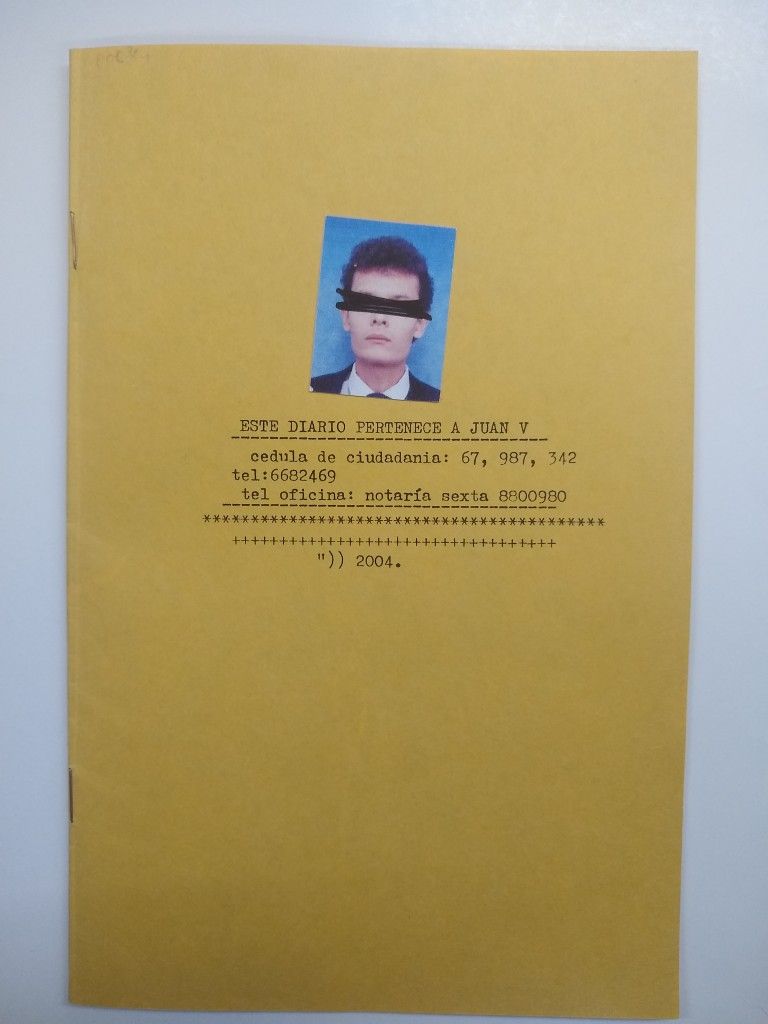 ESTE DIARIO PERTENECE A JUAN V
cedula de ciudadania: 67, 987, 342
tel:6682469
tel oficina: notaría sexta 8800980
******************************************
++++++++++++++++++++++++++++++++++
")) 2004.